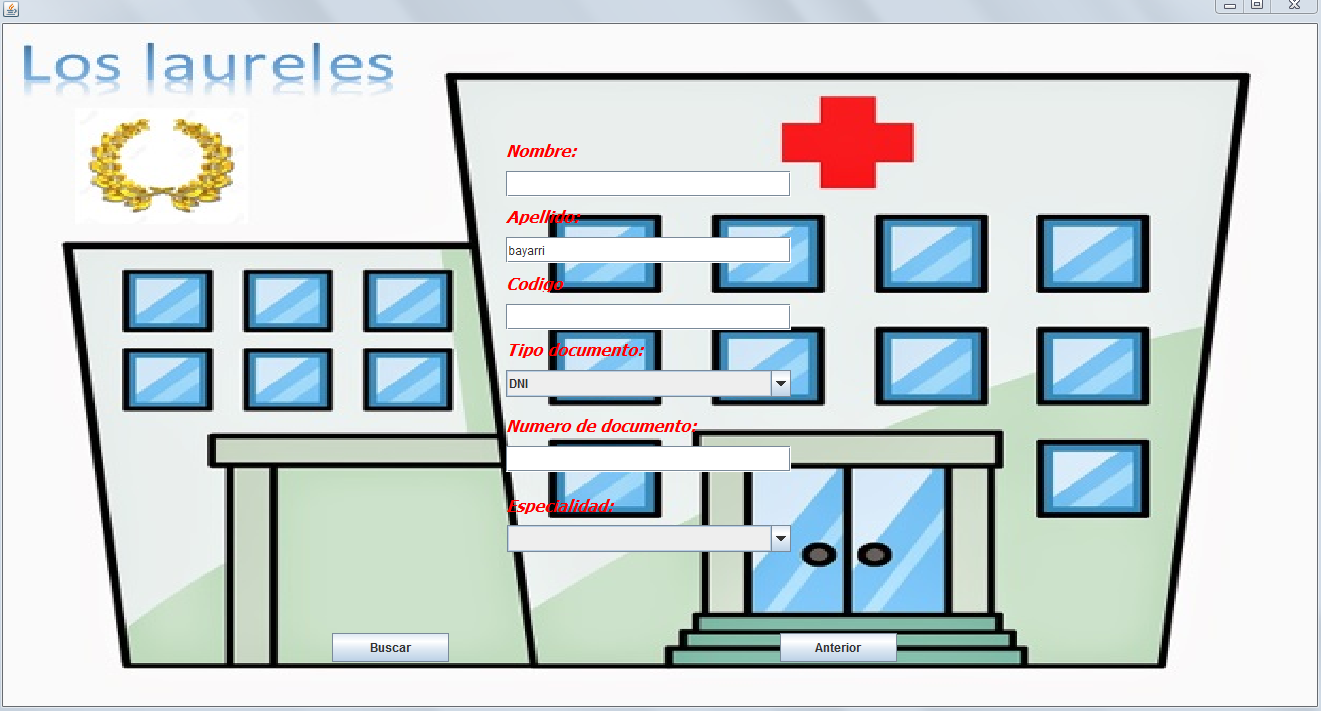 Los laureles
Nombre:
Apellido:
bayarri
Codigo
Tipo documento:
DNI
Numero de documento:
Especialidad:
Buscar
Anterior